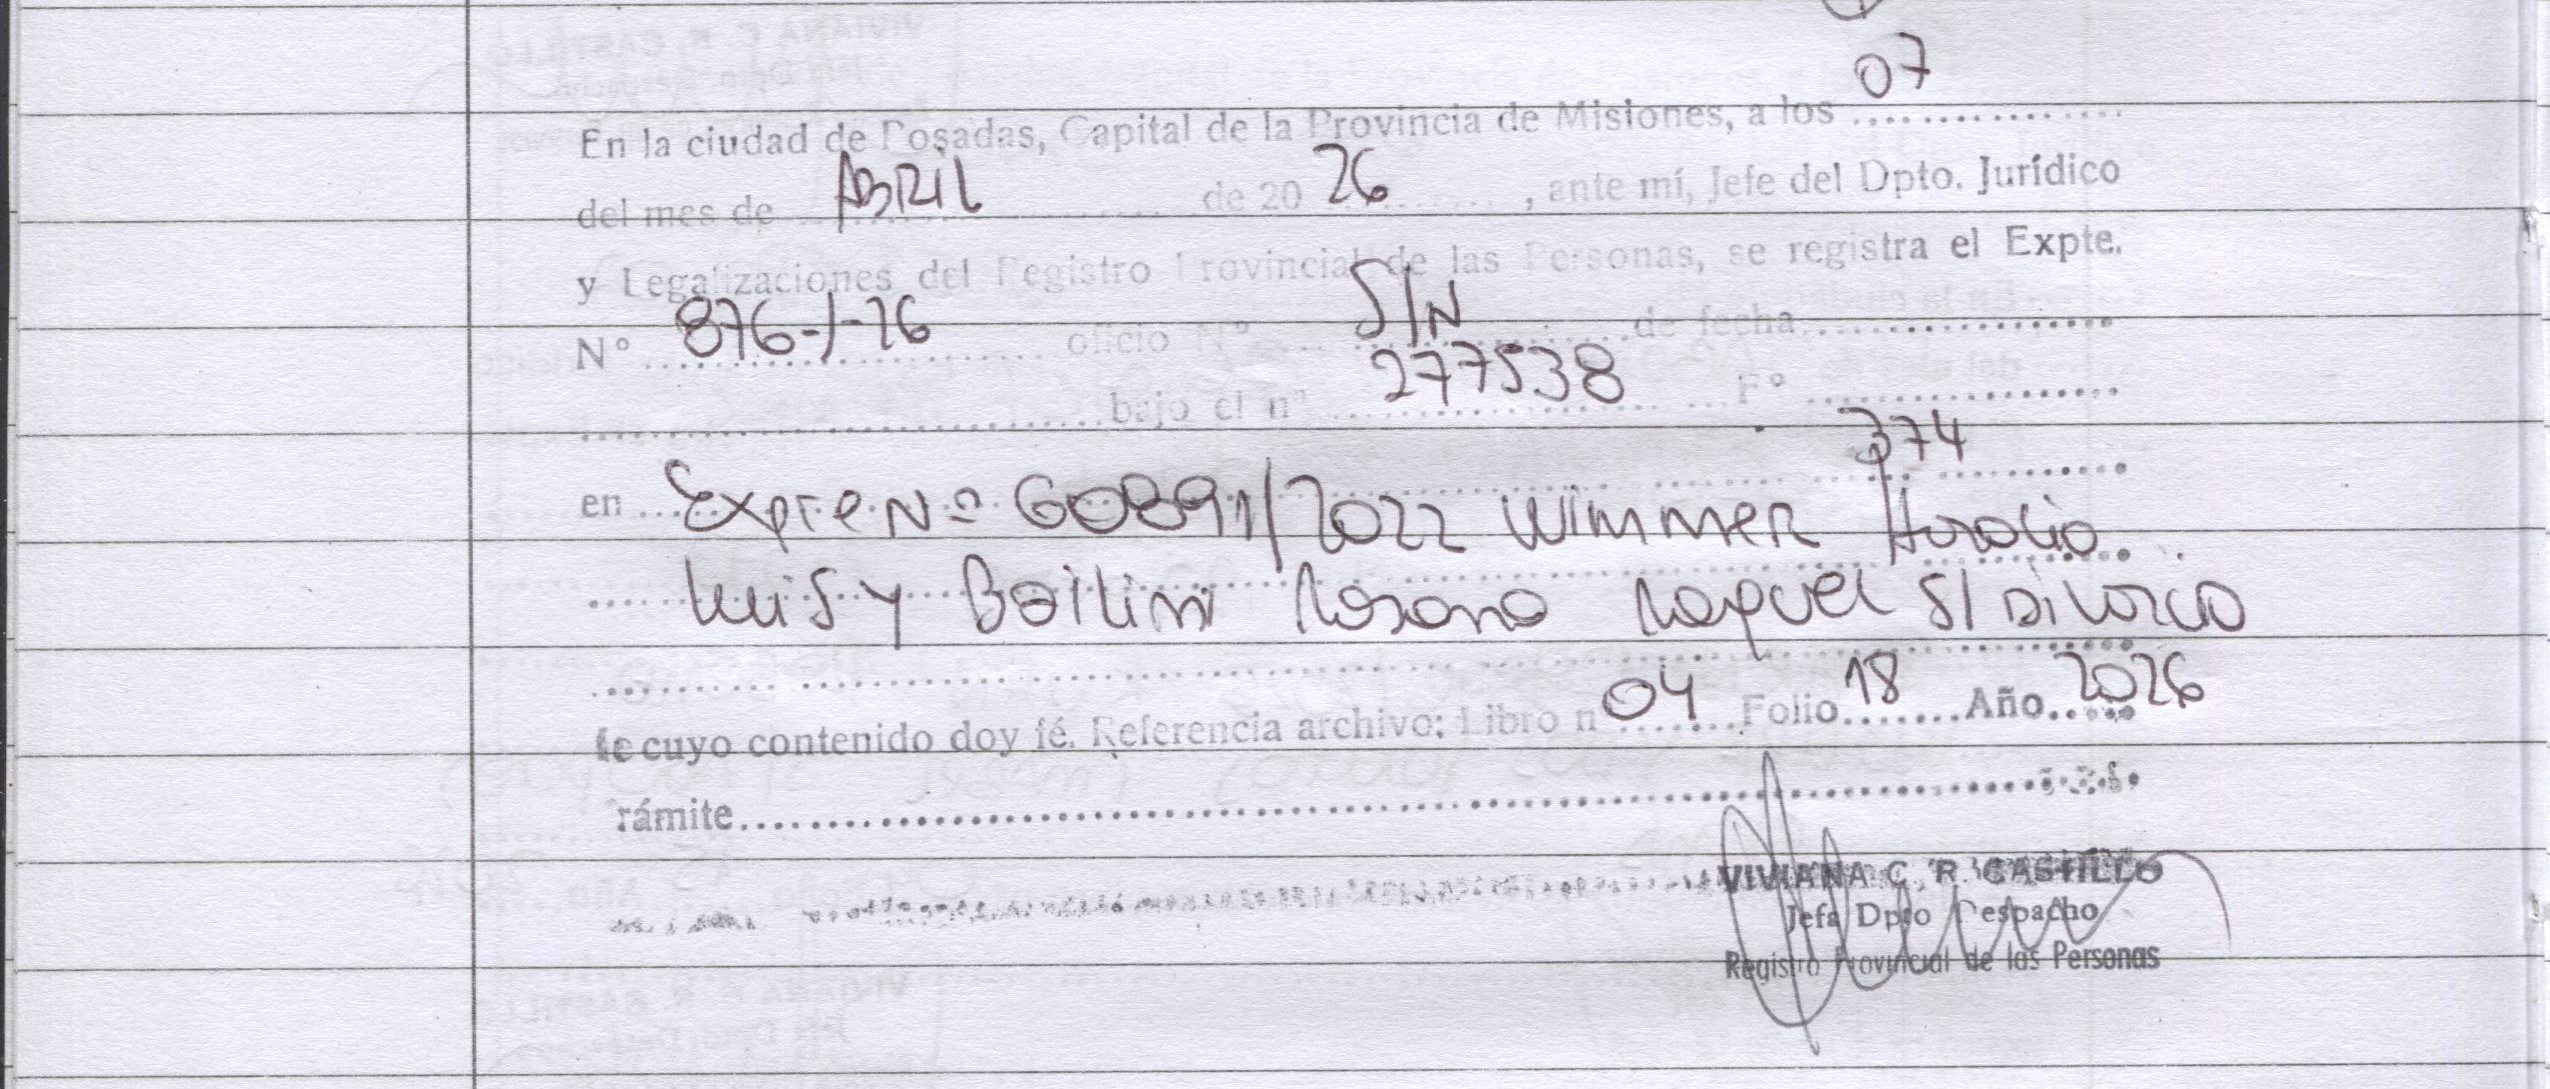 07
En la ciudad de Posadas, Capital de la Provincia de Misiones, a los ................
del mes de ABRIL de 20 26 , ante mí, Jefe del Dpto. Jurídico
y Legalizaciones del Registro Provincial de las Personas, se registra el Expte.
N° 876-J-26 oficio N° S/N de fecha
bajo el n° 277538 F°
374
en Expte Nº 60891/2022 Wimmer Horacio
Luis y Rosana Raquel S/ Divorcio
de cuyo contenido doy fé. Referencia archivo: Libro n 04 Folio 18 Año 2026
rámite
VIVIANA C. R. CASTILLO
Jefa Dpto Despacho
Registro Provincial de las Personas